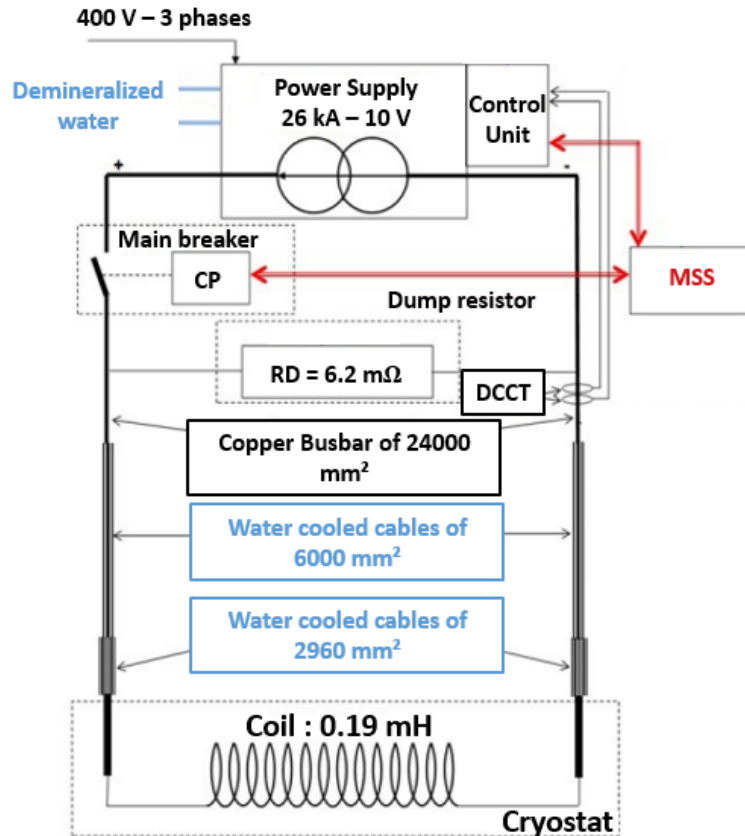 400 V – 3 phases
Demineralized
water
Power Supply
26 kA – 10 V
Control
Unit
+
-
Main breaker
CP
MSS
Dump resistor
RD = 6.2 mΩ
DCCT
Copper Busbar of 24000
mm²
Water cooled cables of
6000 mm²
Water cooled cables of
2960 mm²
Coil : 0.19 mH
Cryostat